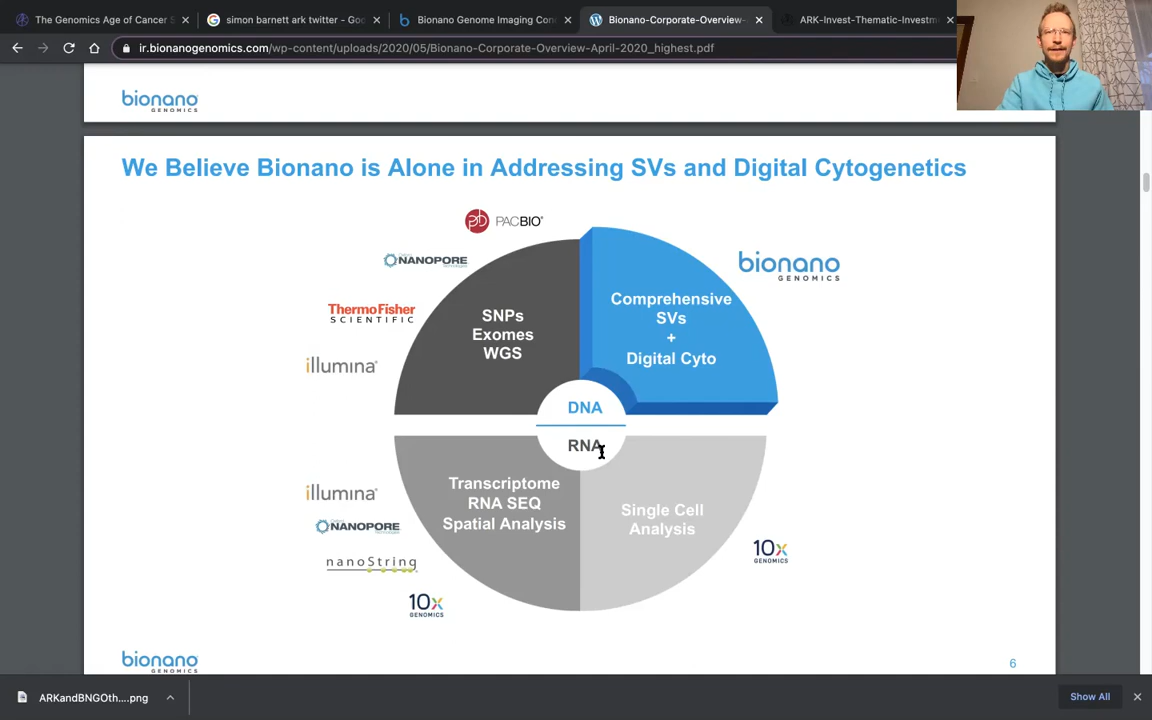 The Genomics Age of Cancer S
simon barnett ark twitter - Goo
Bionano Genome Imaging Con
Bionano-Corporate-Overview-
ARK-Invest-Thematic-Investm
ir.bionanogenomics.com/wp-content/uploads/2020/05/Bionano-Corporate-Overview-April-2020_highest.pdf
bionano
GENOMICS
We Believe Bionano is Alone in Addressing SVs and Digital Cytogenetics
PACBIO
NANOPORE
ThermoFisher
SCIENTIFIC
illumina
SNPs
Exomes
WGS
Comprehensive
SVs
+
Digital Cyto
bionano
GENOMICS
DNA
RNA
Transcriptome
RNA SEQ
Spatial Analysis
Single Cell
Analysis
illumina
NANOPORE
nanoString
10x
GENOMICS
10x
GENOMICS
bionano
GENOMICS
6
ARKandBNGOth....png
Show All